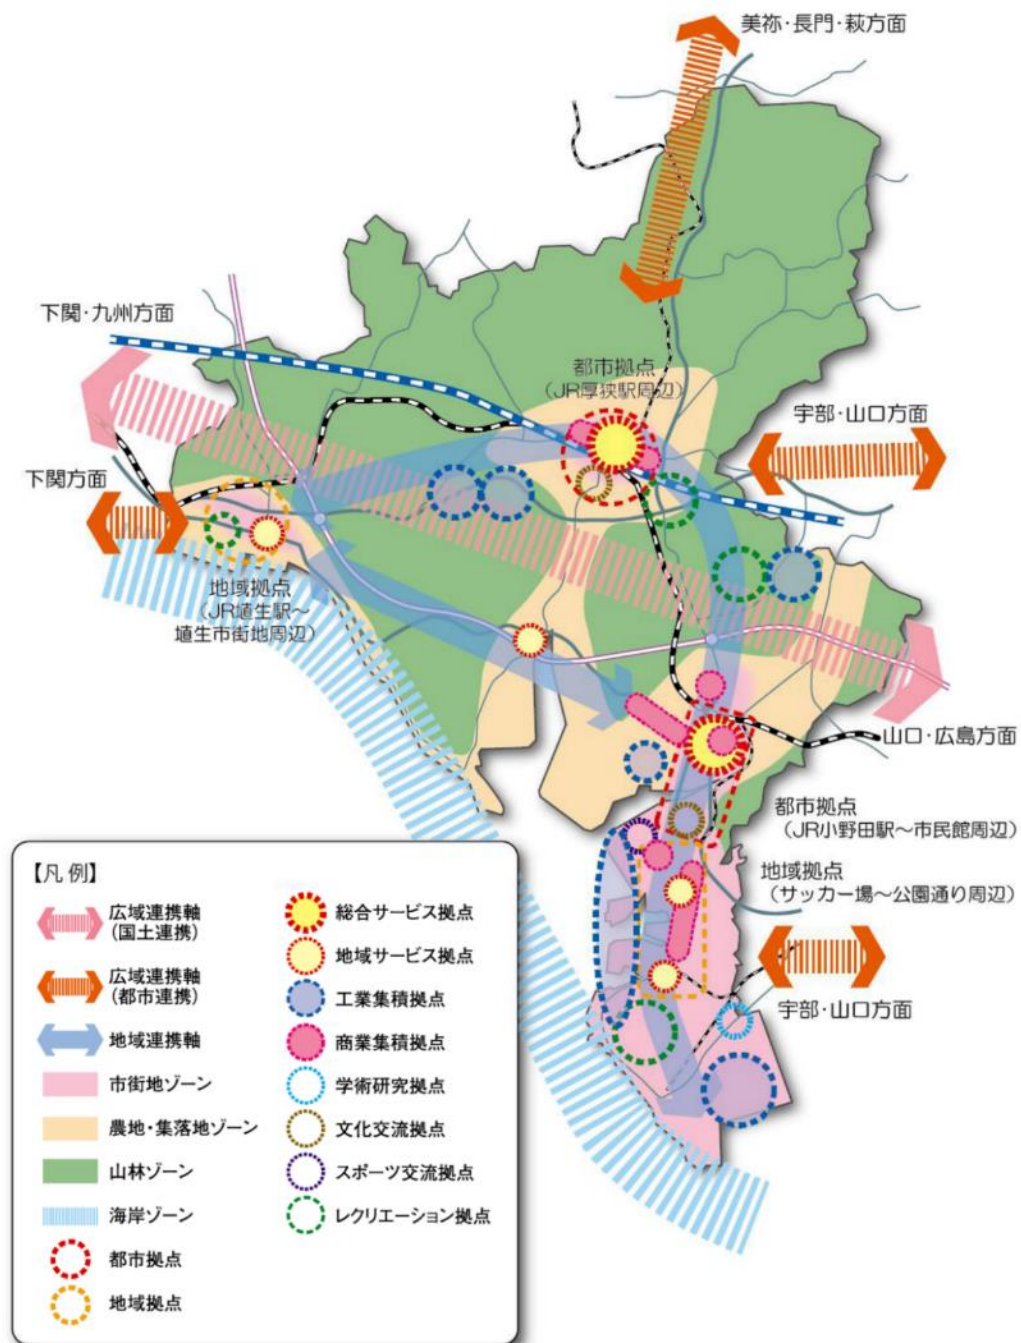 美祢・長門・萩方面
下関・九州方面
都市拠点
(JR厚狭駅周辺)
宇部・山口方面
下関方面
地域拠点
(JR埴生駅～
埴生市街地周辺)
山口・広島方面
都市拠点
(JR小野田駅～市民館周辺)
地域拠点
(サッカー場～公園通り周辺)
宇部・山口方面
【凡例】
広域連携軸
(国土連携)
広域連携軸
(都市連携)
地域連携軸
市街地ゾーン
農地・集落地ゾーン
山林ゾーン
海岸ゾーン
都市拠点
地域拠点
総合サービス拠点
地域サービス拠点
工業集積拠点
商業集積拠点
学術研究拠点
文化交流拠点
スポーツ交流拠点
レクリエーション拠点